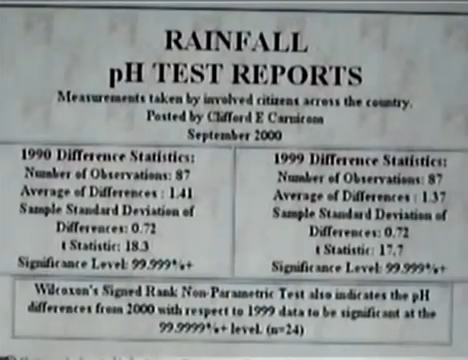 RAINFALL
pH TEST REPORTS
Measurements taken by involved citizens across the country.
Posted by Clifford E Carnicom
September 2000
1990 Difference Statistics:
Number of Observations: 87
Average of Differences : 1.41
Sample Standard Deviation of
Differences: 0.72
t Statistic: 18.3
Significance Level: 99.999%+
1999 Difference Statistics:
Number of Observations: 87
Average of Differences : 1.37
Sample Standard Deviation of
Differences: 0.72
t Statistic: 17.7
Significance Level: 99.999%+
Wilcoxon's Signed Rank Non-Parametric Test also indicates the pH
differences from 2000 with respect to 1999 data to be significant at the
99.9999%+ level. (n=24)